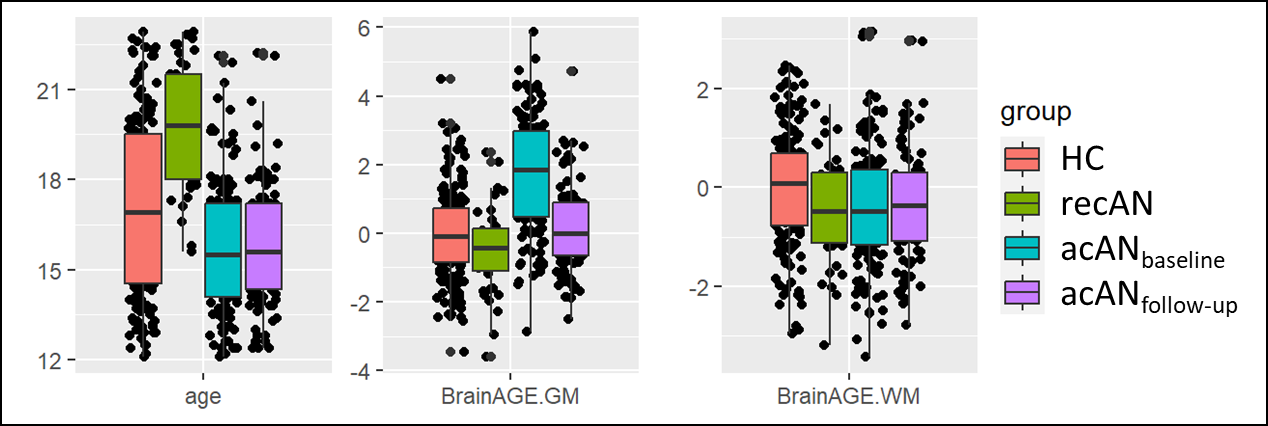 21
18
15
12
age
6
4
2
0
-2
-4
BrainAGE.GM
2
0
-2
BrainAGE.WM
group
HC
recAN
acANbaseline
acANfollow-up